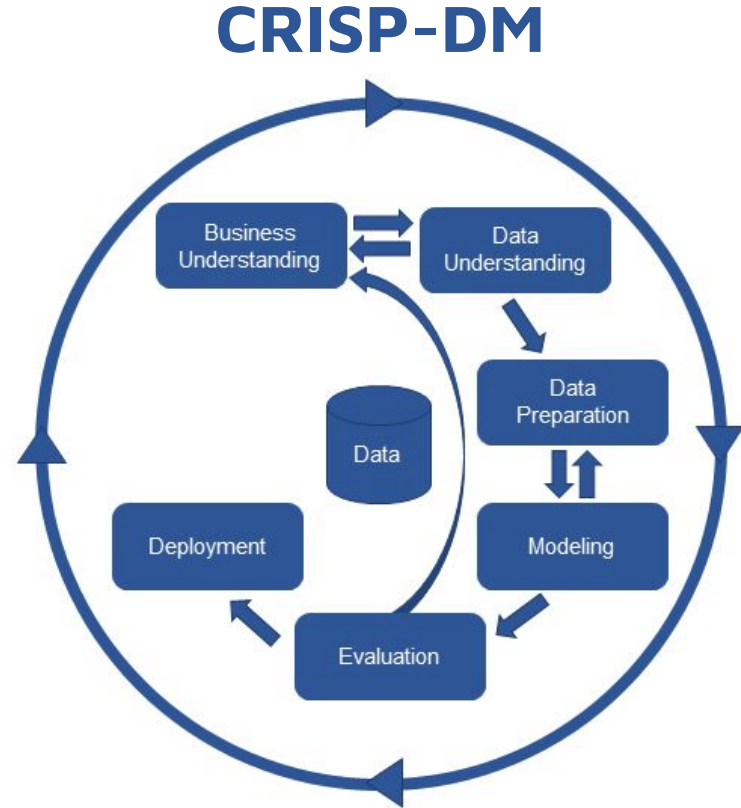 CRISP-DM
Business
Understanding
Data
Understanding
Data
Preparation
Data
Deployment
Modeling
Evaluation